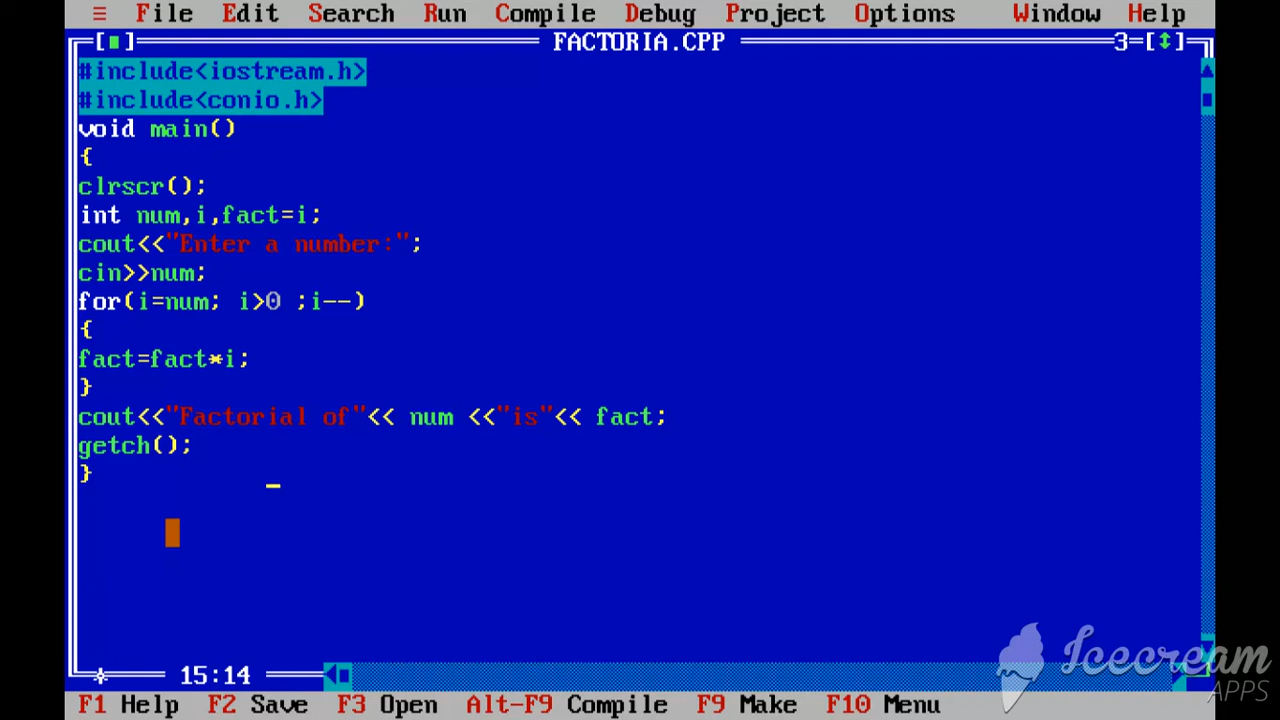 ≡ File Edit Search Run Compile Debug Project Options Window Help
[■] FACTORIA.CPP 3=[↕]
#include<iostream.h>
#include<conio.h>
void main()
{
clrscr();
int num,i,fact=i;
cout<<"Enter a number:";
cin>>num;
for(i=num; i>0 ;i--)
{
fact=fact*i;
}
cout<<"Factorial of"<< num <<"is"<< fact;
getch();
}
15:14
F1 Help F2 Save F3 Open Alt-F9 Compile F9 Make F10 Menu
Icecream
APPS